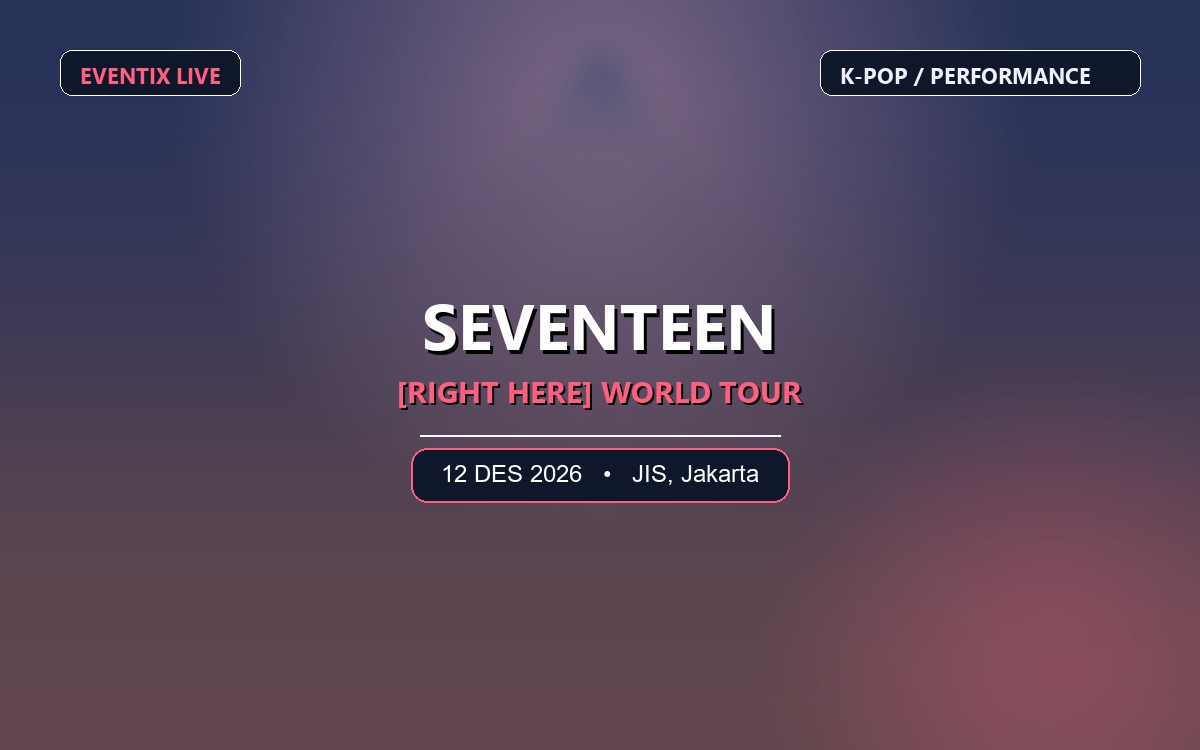 EVENTIX LIVE
K-POP / PERFORMANCE
SEVENTEEN
[RIGHT HERE] WORLD TOUR
12 DES 2026 • JIS, Jakarta